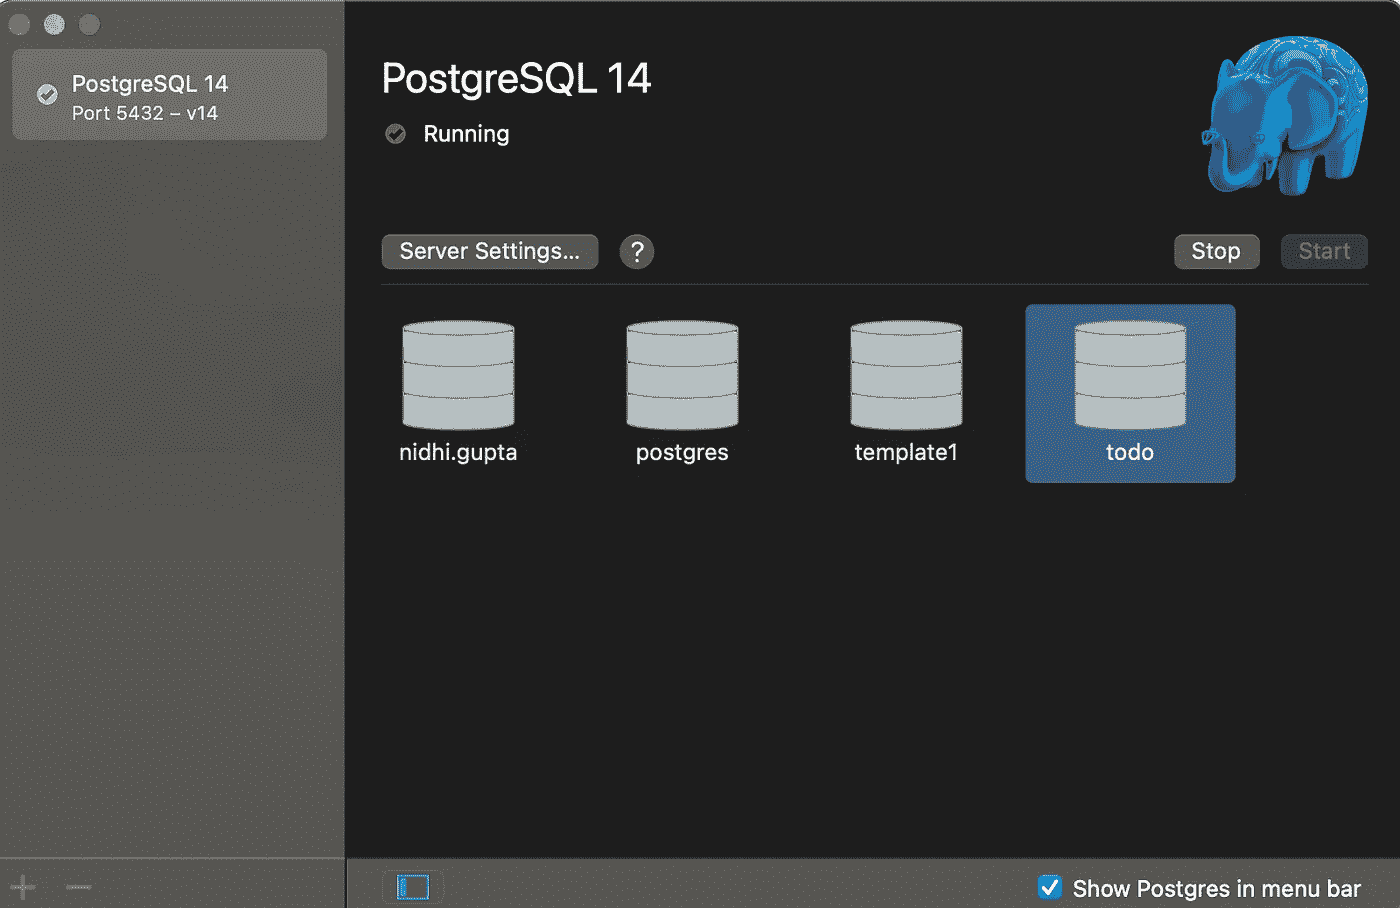 PostgreSQL 14
Port 5432 – v14
PostgreSQL 14
Running
Server Settings...
?
Stop
Start
nidhi.gupta
postgres
template1
todo
Show Postgres in menu bar